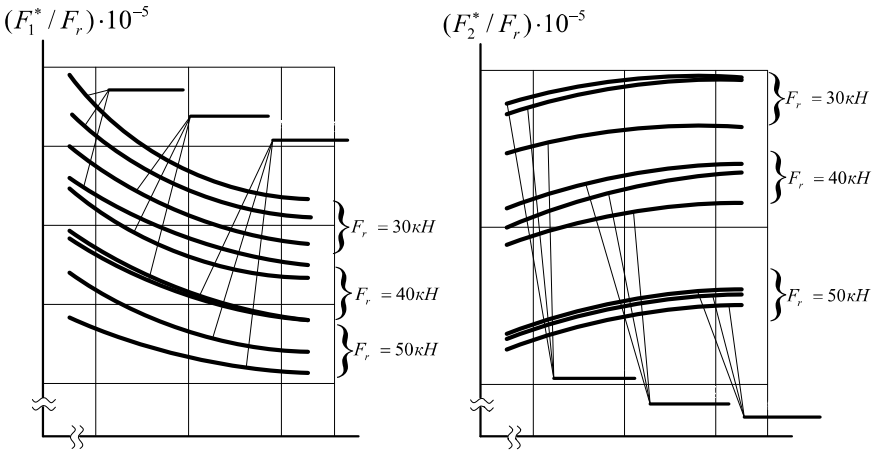 (F₁* / Fᵣ)·10⁻⁵
Fᵣ = 30кН
Fᵣ = 40кН
Fᵣ = 50кН
(F₂* / Fᵣ)·10⁻⁵
Fᵣ = 30кН
Fᵣ = 40кН
Fᵣ = 50кН